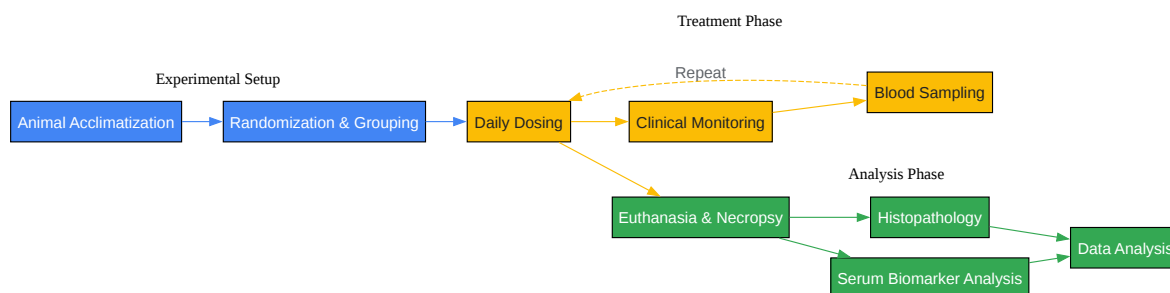 Treatment Phase
Experimental Setup
Repeat
Animal Acclimatization
Randomization & Grouping
Daily Dosing
Clinical Monitoring
Blood Sampling
Analysis Phase
Euthanasia & Necropsy
Histopathology
Serum Biomarker Analysis
Data Analysis